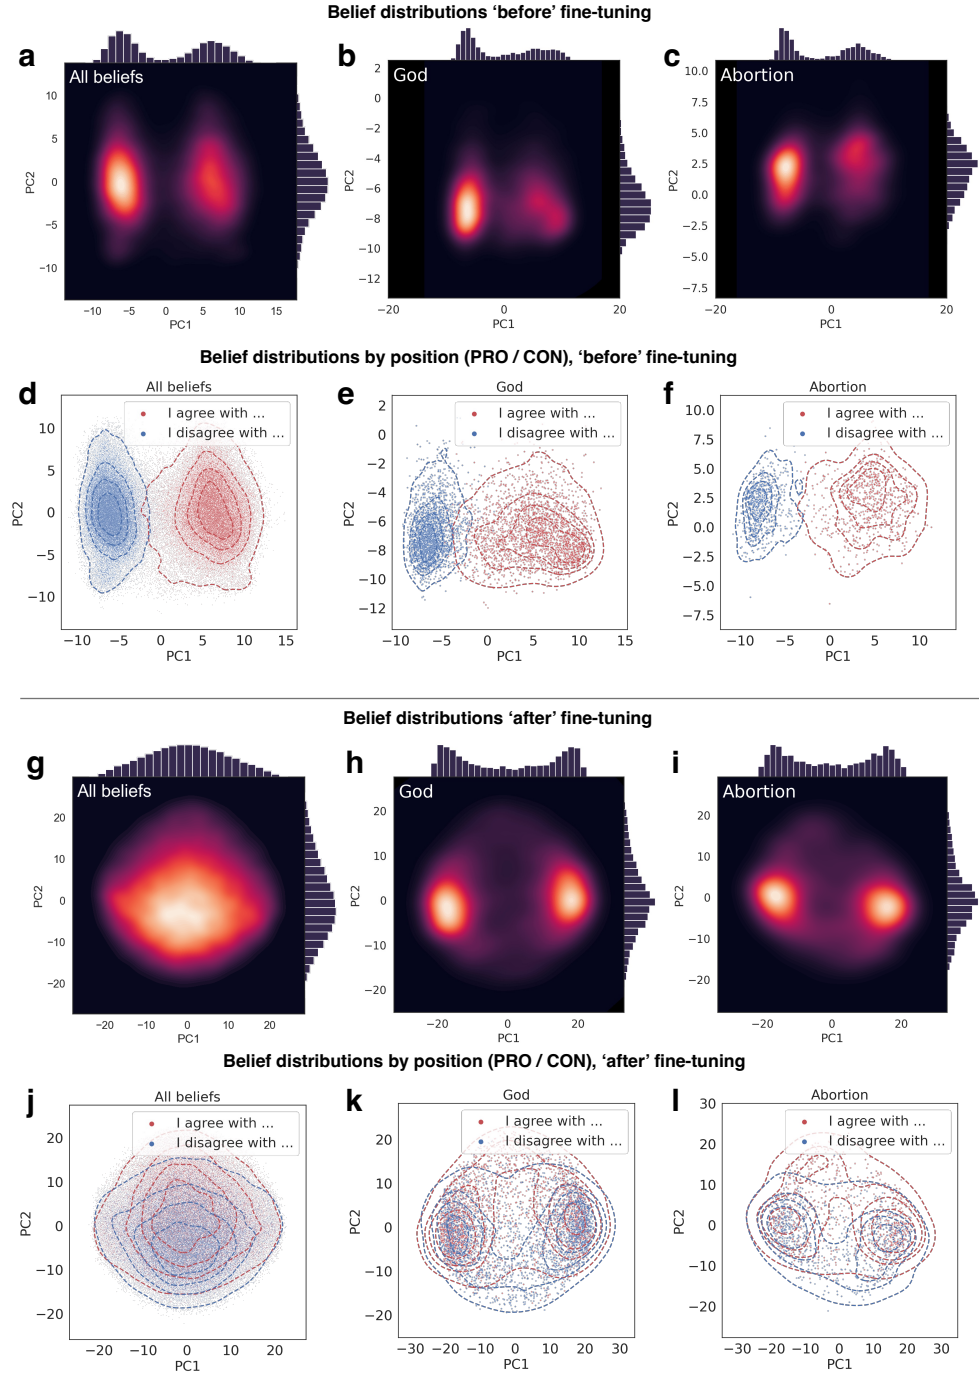 Belief distributions ‘before’ fine-tuning
a
b
c
All beliefs
God
Abortion
10
5
0
−5
−10
PC2
−10
−5
0
5
10
15
PC1
2
0
−2
−4
−6
−8
−10
−12
PC2
−20
0
20
PC1
10.0
7.5
5.0
2.5
0.0
−2.5
−5.0
−7.5
PC2
−20
0
20
PC1
Belief distributions by position (PRO / CON), ‘before’ fine-tuning
d
All beliefs
I agree with ...
I disagree with ...
10
5
0
−5
−10
PC2
−10
−5
0
5
10
15
PC1
e
God
I agree with ...
I disagree with ...
2
0
−2
−4
−6
−8
−10
−12
PC2
−10
−5
0
5
10
15
PC1
f
Abortion
I agree with ...
I disagree with ...
10.0
7.5
5.0
2.5
0.0
−2.5
−5.0
−7.5
PC2
−10
−5
0
5
10
PC1
Belief distributions ‘after’ fine-tuning
g
All beliefs
20
10
0
−10
−20
PC2
−20
−10
0
10
20
PC1
h
God
20
10
0
−10
−20
PC2
−20
0
20
PC1
i
Abortion
20
10
0
−10
−20
PC2
−20
0
20
PC1
Belief distributions by position (PRO / CON), ‘after’ fine-tuning
j
All beliefs
I agree with ...
I disagree with ...
20
10
0
−10
−20
PC2
−20
−10
0
10
20
PC1
k
God
I agree with ...
I disagree with ...
20
10
0
−10
−20
PC2
−30
−20
−10
0
10
20
30
PC1
l
Abortion
I agree with ...
I disagree with ...
30
20
10
0
−10
−20
PC2
−30
−20
−10
0
10
20
30
PC1